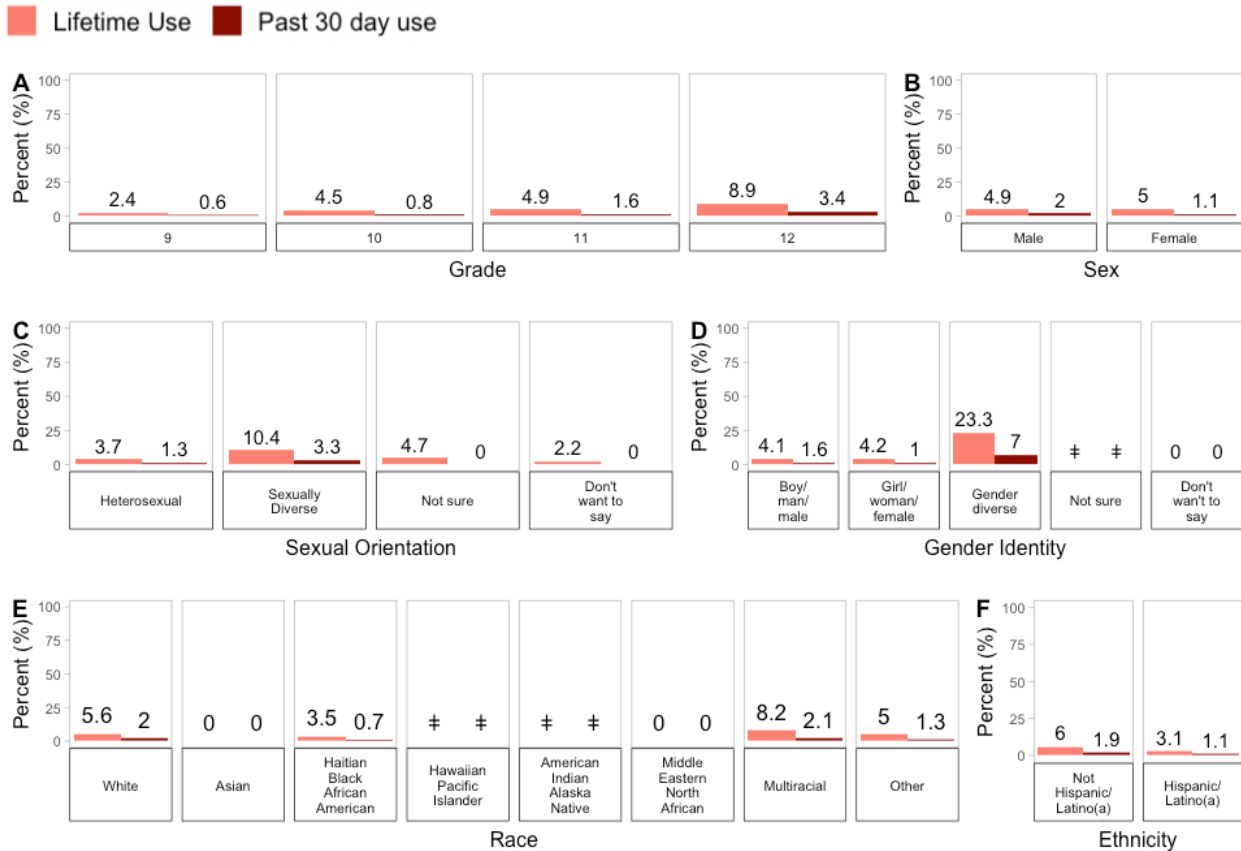 Lifetime Use Past 30 day use
A
Percent (%)
100
75
50
25
0
2.4 0.6 4.5 0.8 4.9 1.6 8.9 3.4
9 10 11 12
Grade
B
Percent (%)
100
75
50
25
0
4.9 2 5 1.1
Male Female
Sex
C
Percent (%)
100
75
50
25
0
3.7 1.3 10.4 3.3 4.7 0 2.2 0
Heterosexual
Sexually
Diverse
Not sure
Don't
want to
say
Sexual Orientation
D
Percent (%)
100
75
50
25
0
4.1 1.6 4.2 1 23.3 7 ‡ ‡ 0 0
Boy/
man/
male
Girl/
woman/
female
Gender
diverse
Not sure
Don't
wan't to
say
Gender Identity
E
Percent (%)
100
75
50
25
0
5.6 2 0 0 3.5 0.7 ‡ ‡ ‡ ‡ 0 0 8.2 2.1 5 1.3
White
Asian
Haitian
Black
African
American
Hawaiian
Pacific
Islander
American
Indian
Alaska
Native
Middle
Eastern
North
African
Multiracial
Other
Race
F
Percent (%)
100
75
50
25
0
6 1.9 3.1 1.1
Not
Hispanic/
Latino(a)
Hispanic/
Latino(a)
Ethnicity